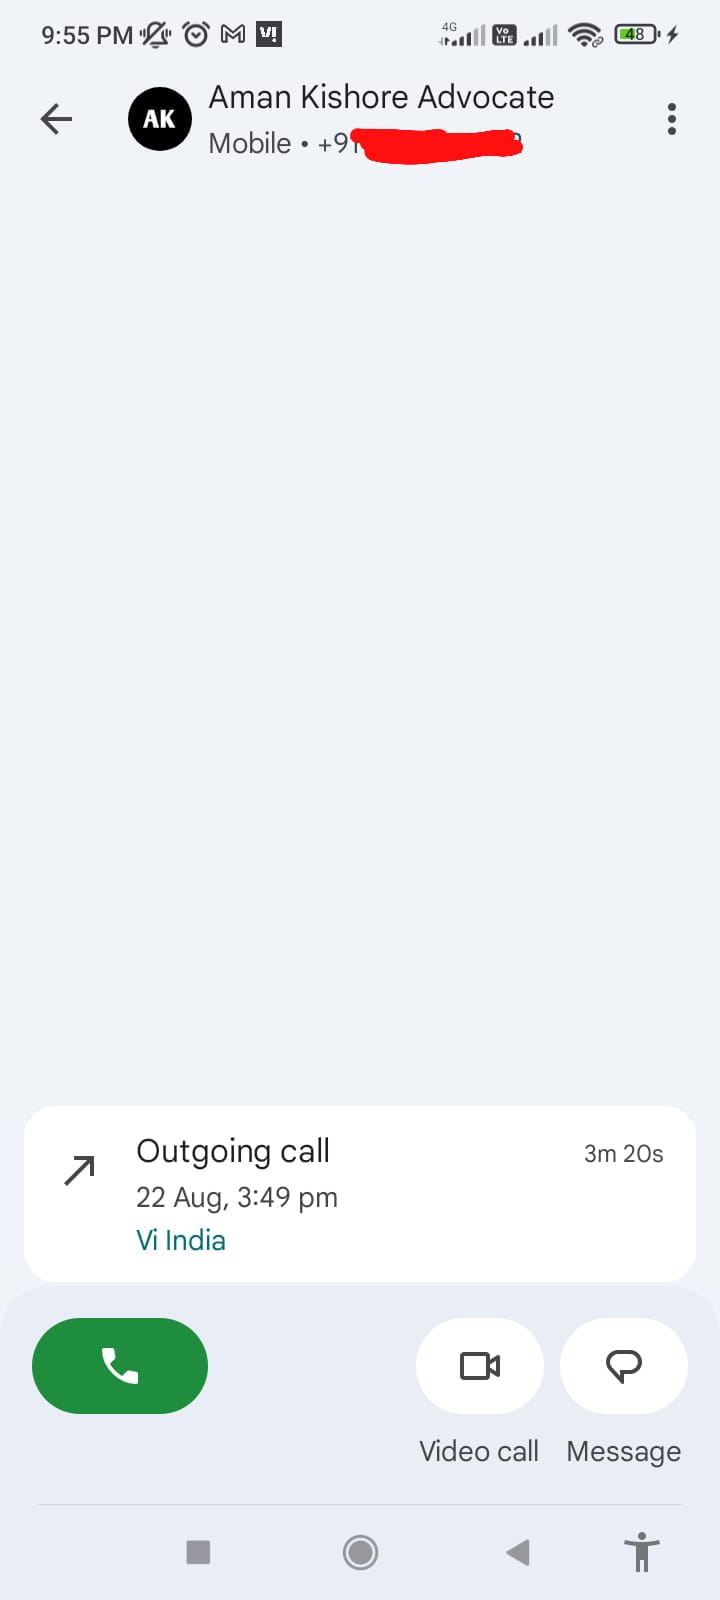 9:55 PM
4G
Vo LTE
48
AK
Aman Kishore Advocate
Mobile • +91
Outgoing call
3m 20s
22 Aug, 3:49 pm
Vi India
Video call
Message